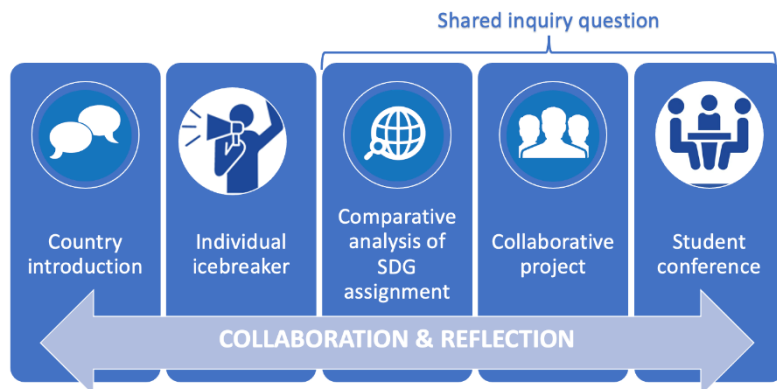 Shared inquiry question
Country
introduction
Individual
icebreaker
Comparative
analysis of
SDG
assignment
Collaborative
project
Student
conference
COLLABORATION & REFLECTION